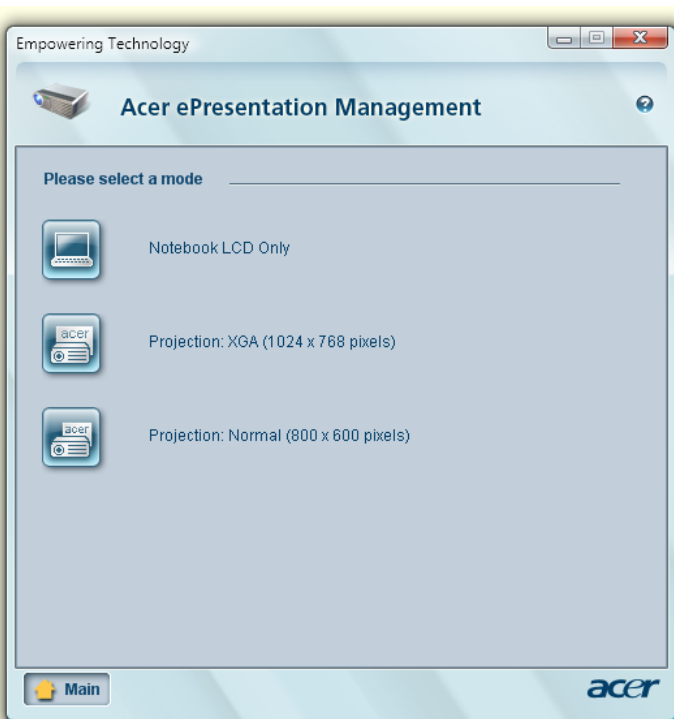 Empowering Technology
Acer ePresentation Management
?
Please select a mode
Notebook LCD Only
acer
Projection: XGA (1024 x 768 pixels)
acer
Projection: Normal (800 x 600 pixels)
Main
acer